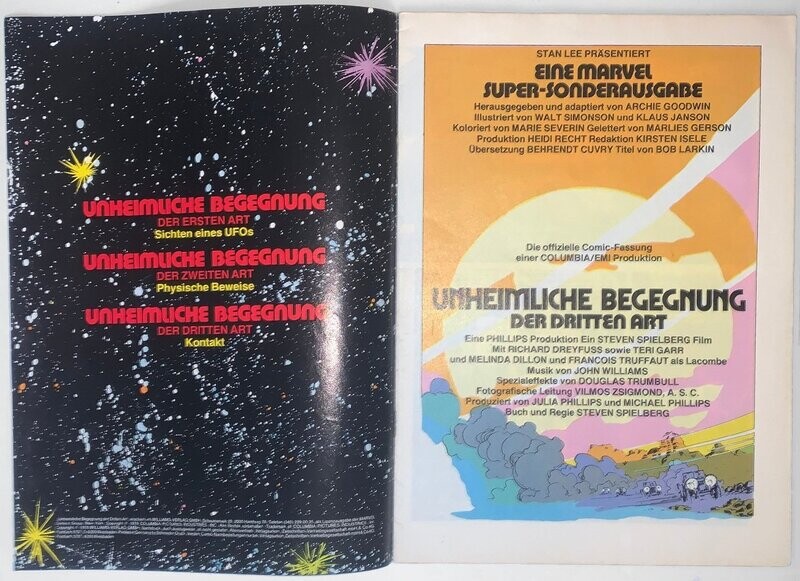 UNHEIMLICHE BEGEGNUNG
DER ERSTEN ART
Sichten eines UFOs
UNHEIMLICHE BEGEGNUNG
DER ZWEITEN ART
Physische Beweise
UNHEIMLICHE BEGEGNUNG
DER DRITTEN ART
Kontakt
STAN LEE PRÄSENTIERT
EINE MARVEL
SUPER-SONDERAUSGABE
Herausgegeben und adaptiert von ARCHIE GOODWIN
Illustriert von WALT SIMONSON und KLAUS JANSON
Koloriert von MARIE SEVERIN Gelettert von MARLIES GERSON
Produktion HEIDI RECHT Redaktion KIRSTEN ISELE
Übersetzung BEHRENDT CUVRY Titel von BOB LARKIN
Die offizielle Comic-Fassung
einer COLUMBIA/EMI Produktion
UNHEIMLICHE BEGEGNUNG
DER DRITTEN ART
Eine PHILLIPS Produktion Ein STEVEN SPIELBERG Film
Mit RICHARD DREYFUSS sowie TERI GARR
und MELINDA DILLON und FRANCOIS TRUFFAUT als Lacombe
Musik von JOHN WILLIAMS
Spezialeffekte von DOUGLAS TRUMBULL
Fotografische Leitung VILMOS ZSIGMOND, A. S. C.
Produziert von JULIA PHILLIPS und MICHAEL PHILLIPS
Buch und Regie STEVEN SPIELBERG